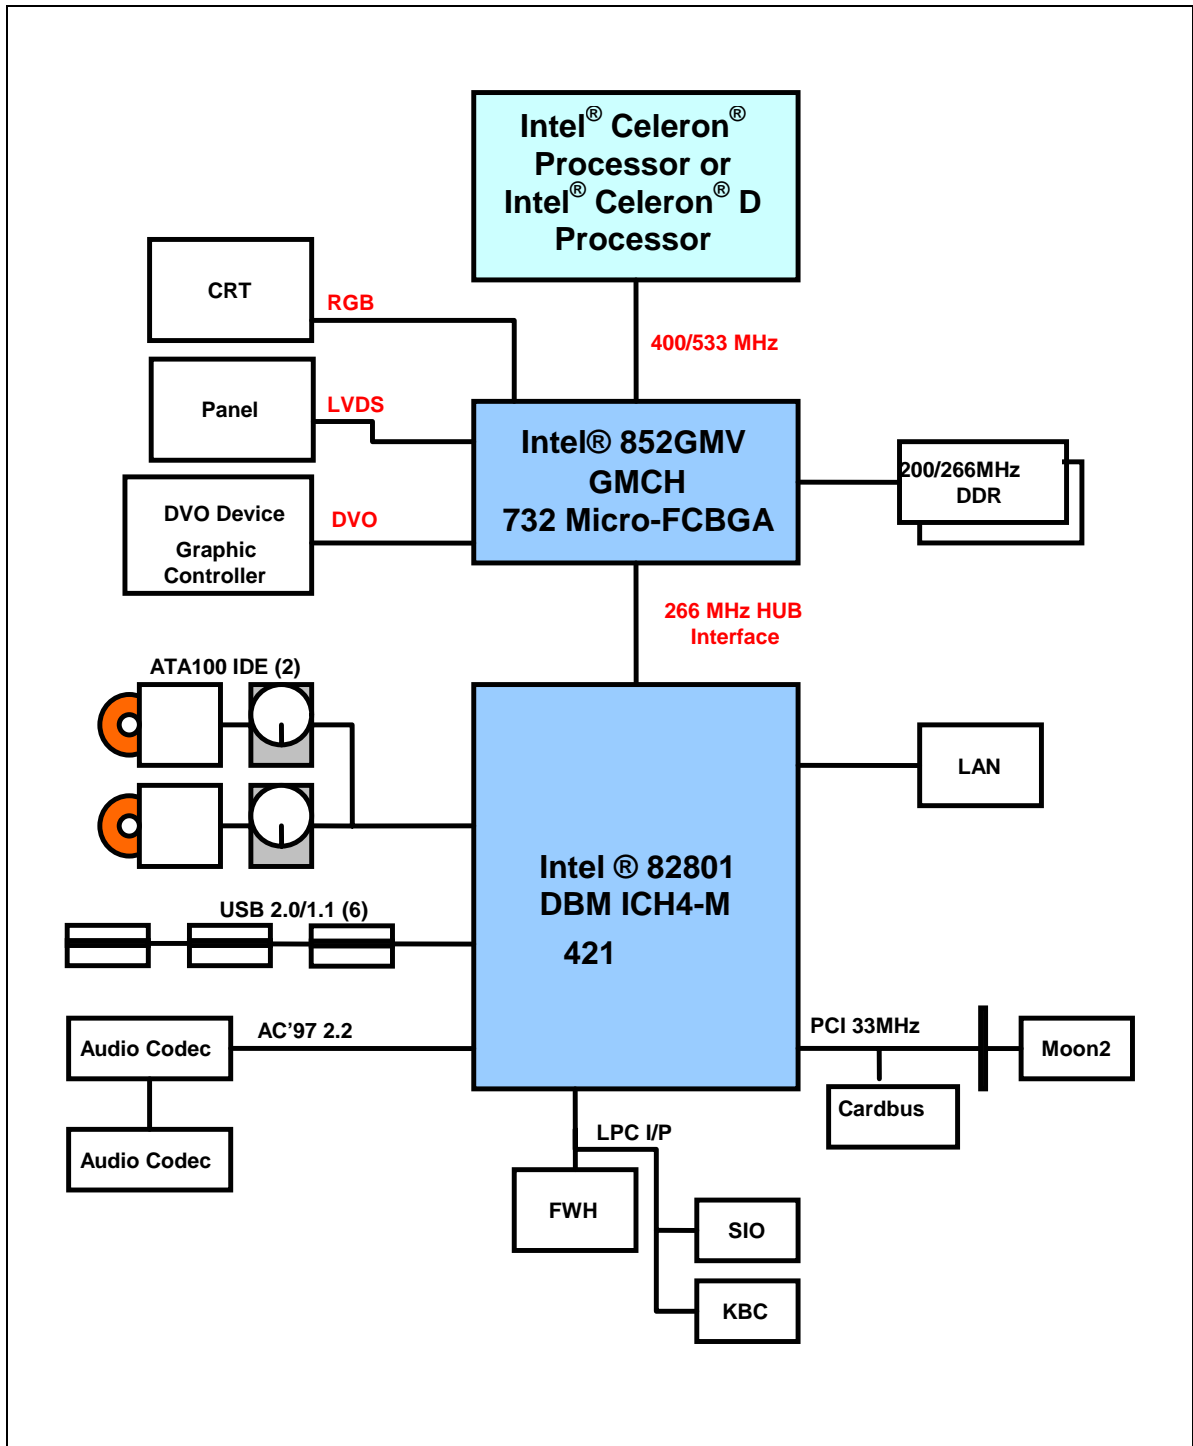 Intel® Celeron®
Processor or
Intel® Celeron® D
Processor
CRT
RGB
400/533 MHz
Panel
LVDS
Intel® 852GMV
GMCH
732 Micro-FCBGA
200/266MHz
DDR
DVO Device
Graphic
Controller
DVO
266 MHz HUB
Interface
ATA100 IDE (2)
LAN
Intel ® 82801
DBM ICH4-M
421
USB 2.0/1.1 (6)
AC’97 2.2
Audio Codec
Audio Codec
PCI 33MHz
Moon2
Cardbus
LPC I/P
FWH
SIO
KBC